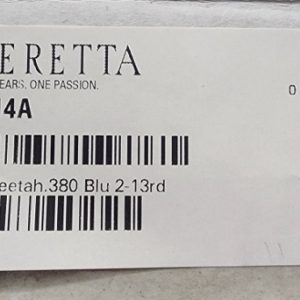 ERETTA
EARS. ONE PASSION.
0
4A
eetah.380 Blu 2-13rd